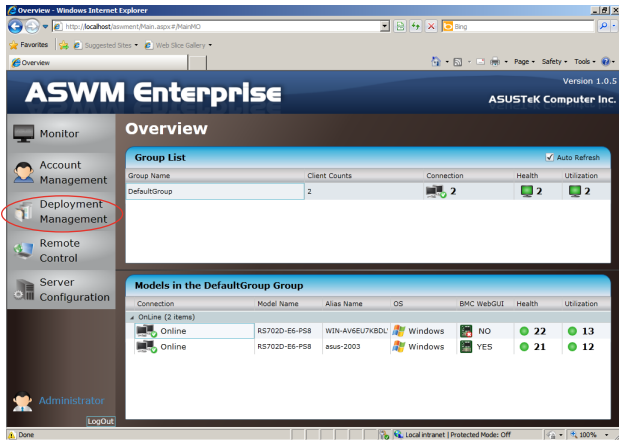 Overview - Windows Internet Explorer
http://localhost/aswment/Main.aspx#/MainMO
Bing
Favorites Suggested Sites Web Slice Gallery
Overview
Page Safety Tools
ASWM Enterprise
Version 1.0.5
ASUSTeK Computer Inc.
Monitor
Account Management
Deployment Management
Remote Control
Server Configuration
Administrator
LogOut
Overview
Group List
Auto Refresh
Group Name Client Counts Connection Health Utilization
DefaultGroup 2 2 2 2
Models in the DefaultGroup Group
Connection Model Name Alias Name OS BMC WebGUI Health Utilization
OnLine (2 items)
Online RS702D-E6-PS8 WIN-AV6EU7KBDL' Windows NO 22 13
Online RS702D-E6-PS8 asus-2003 Windows YES 21 12
Done
Local intranet | Protected Mode: Off
100%